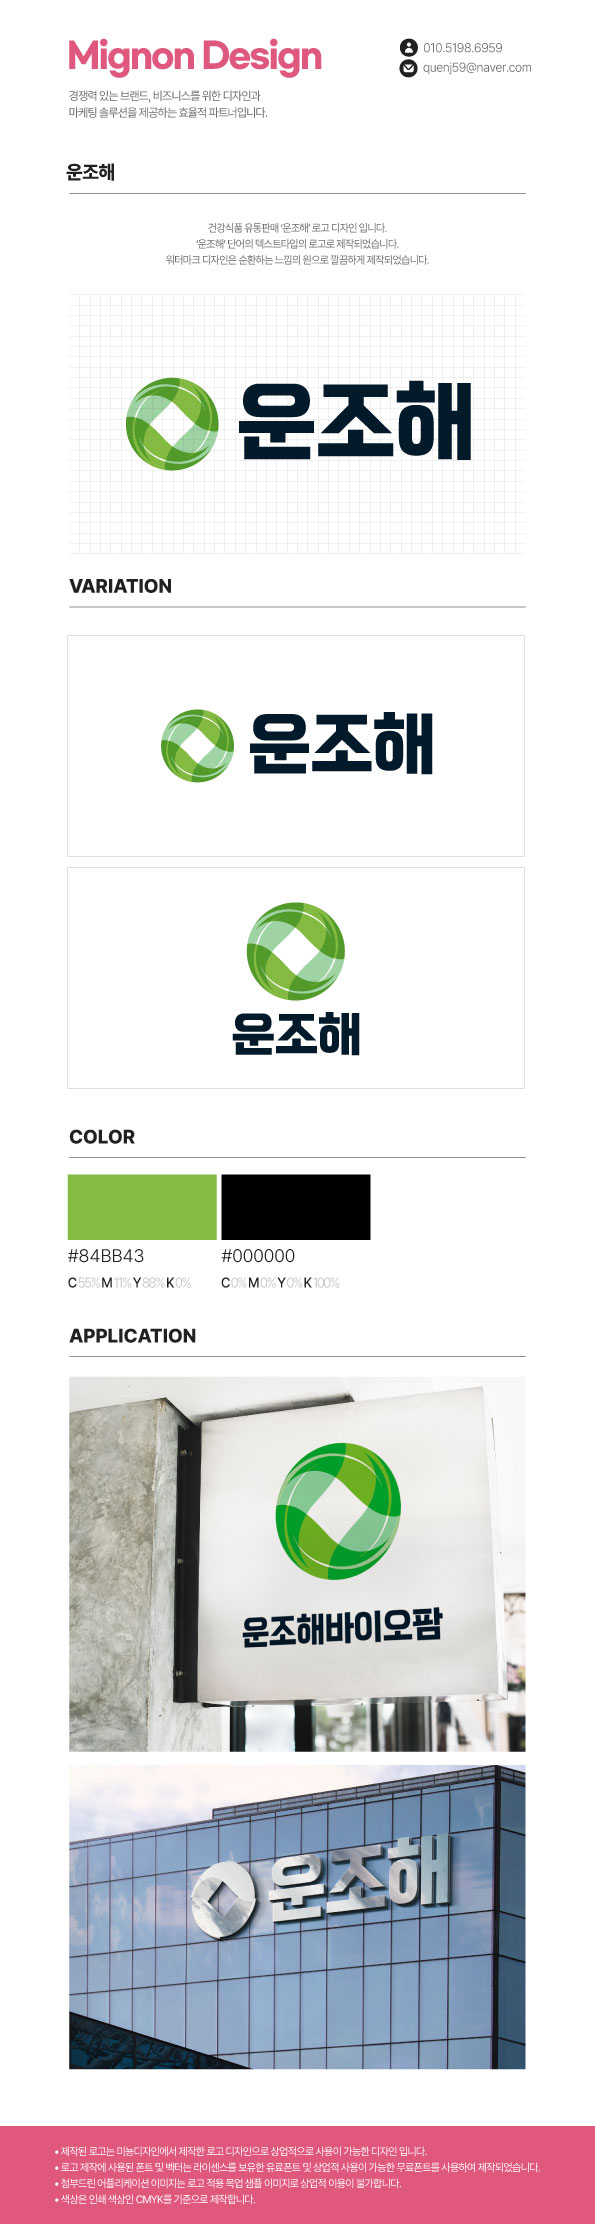 Mignon Design
010.5198.6959
quenj59@naver.com
경쟁력 있는 브랜드, 비즈니스를 위한 디자인과
마케팅 솔루션을 제공하는 효율적 파트너입니다.
운조해
건강식품 유통판매 '운조해' 로고 디자인 입니다.
'운조해' 단어의 텍스트타입의 로고로 제작되었습니다.
워터마크 디자인은 순환하는 느낌의 원으로 깔끔하게 제작되었습니다.
운조해
VARIATION
운조해
운조해
COLOR
#84BB43
#000000
C55%M11%Y88%K0%
C0%M0%Y0%K100%
APPLICATION
운조해바이오팜
운조해
• 제작된 로고는 미뇽디자인에서 제작한 로고 디자인으로 상업적으로 사용이 가능한 디자인 입니다.
• 로고 제작에 사용된 폰트 및 벡터는 라이센스를 보유한 유료폰트 및 상업적 사용이 가능한 무료폰트를 사용하여 제작되었습니다.
• 첨부드린 어플리케이션 이미지는 로고 적용 목업 샘플 이미지로 상업적 이용이 불가합니다.
• 색상은 인쇄 색상인 CMYK를 기준으로 제작합니다.